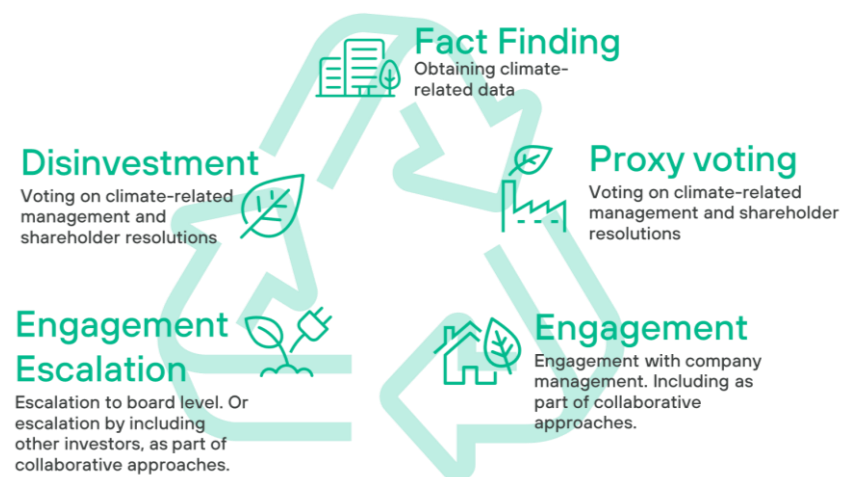 Fact Finding
Obtaining climate-
related data
Proxy voting
Voting on climate-related
management and shareholder
resolutions
Engagement
Engagement with company
management. Including as
part of collaborative
approaches.
Engagement
Escalation
Escalation to board level. Or
escalation by including
other investors, as part of
collaborative approaches.
Disinvestment
Voting on climate-related
management and
shareholder resolutions